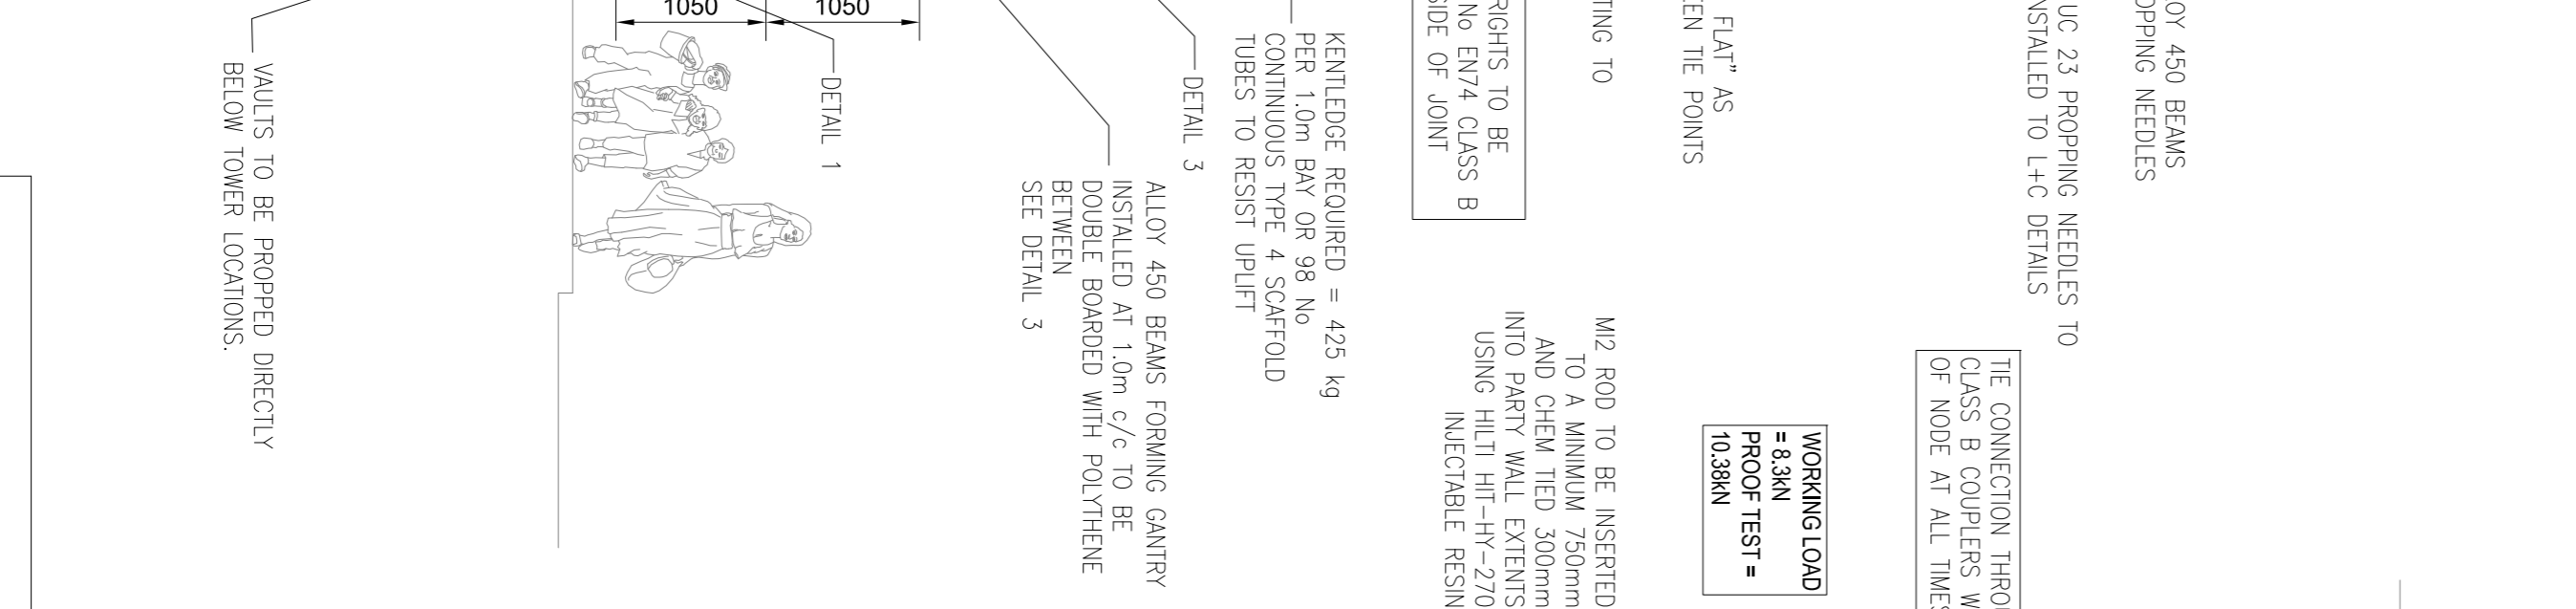 1050
1050
LOY 450 BEAMS
OPPING NEEDLES
UC 23 PROPPING NEEDLES TO
NSTALLED TO L+C DETAILS
TIE CONNECTION THRO
CLASS B COUPLERS W
OF NODE AT ALL TIMES
FLAT" AS
EEN TIE POINTS
WORKING LOAD
= 8.3kN
PROOF TEST =
10.38kN
TING TO
M12 ROD TO BE INSERTED
TO A MINIMUM 750mm
AND CHEM TIED 300mm
INTO PARTY WALL EXTENTS
USING HILTI HIT-HY-270
INJECTABLE RESIN
RIGHTS TO BE
No EN74 CLASS B
SIDE OF JOINT
KENTLEDGE REQUIRED = 425 kg
PER 1.0m BAY OR 98 No
CONTINUOUS TYPE 4 SCAFFOLD
TUBES TO RESIST UPLIFT
DETAIL 3
ALLOY 450 BEAMS FORMING GANTRY
INSTALLED AT 1.0m c/c TO BE
DOUBLE BOARDED WITH POLYTHENE
BETWEEN
SEE DETAIL 3
DETAIL 1
VAULTS TO BE PROPPED DIRECTLY
BELOW TOWER LOCATIONS.